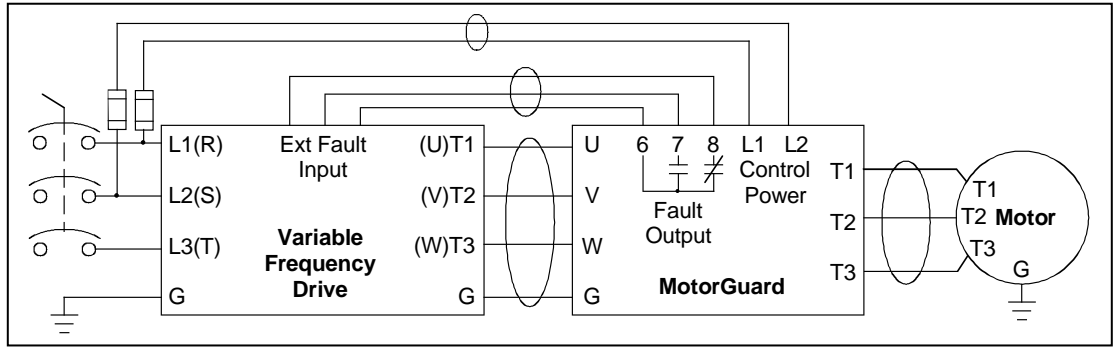 L1(R)
Ext Fault
Input
(U)T1
L2(S)
(V)T2
L3(T)
(W)T3
Variable
Frequency
Drive
G
G
U
6
7
8
L1
L2
Control
Power
T1
V
Fault
Output
T2
W
T3
MotorGuard
G
T1
T2
Motor
T3
G